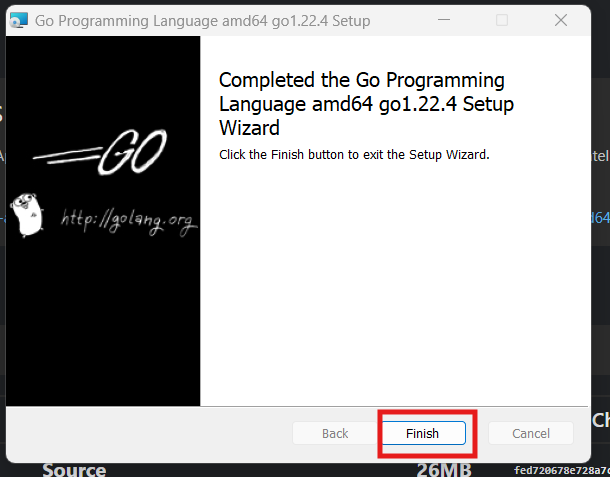 Go Programming Language amd64 go1.22.4 Setup
Completed the Go Programming
Language amd64 go1.22.4 Setup
Wizard
Click the Finish button to exit the Setup Wizard.
GO
http://golang.org
Back
Finish
Cancel
Source
26MB